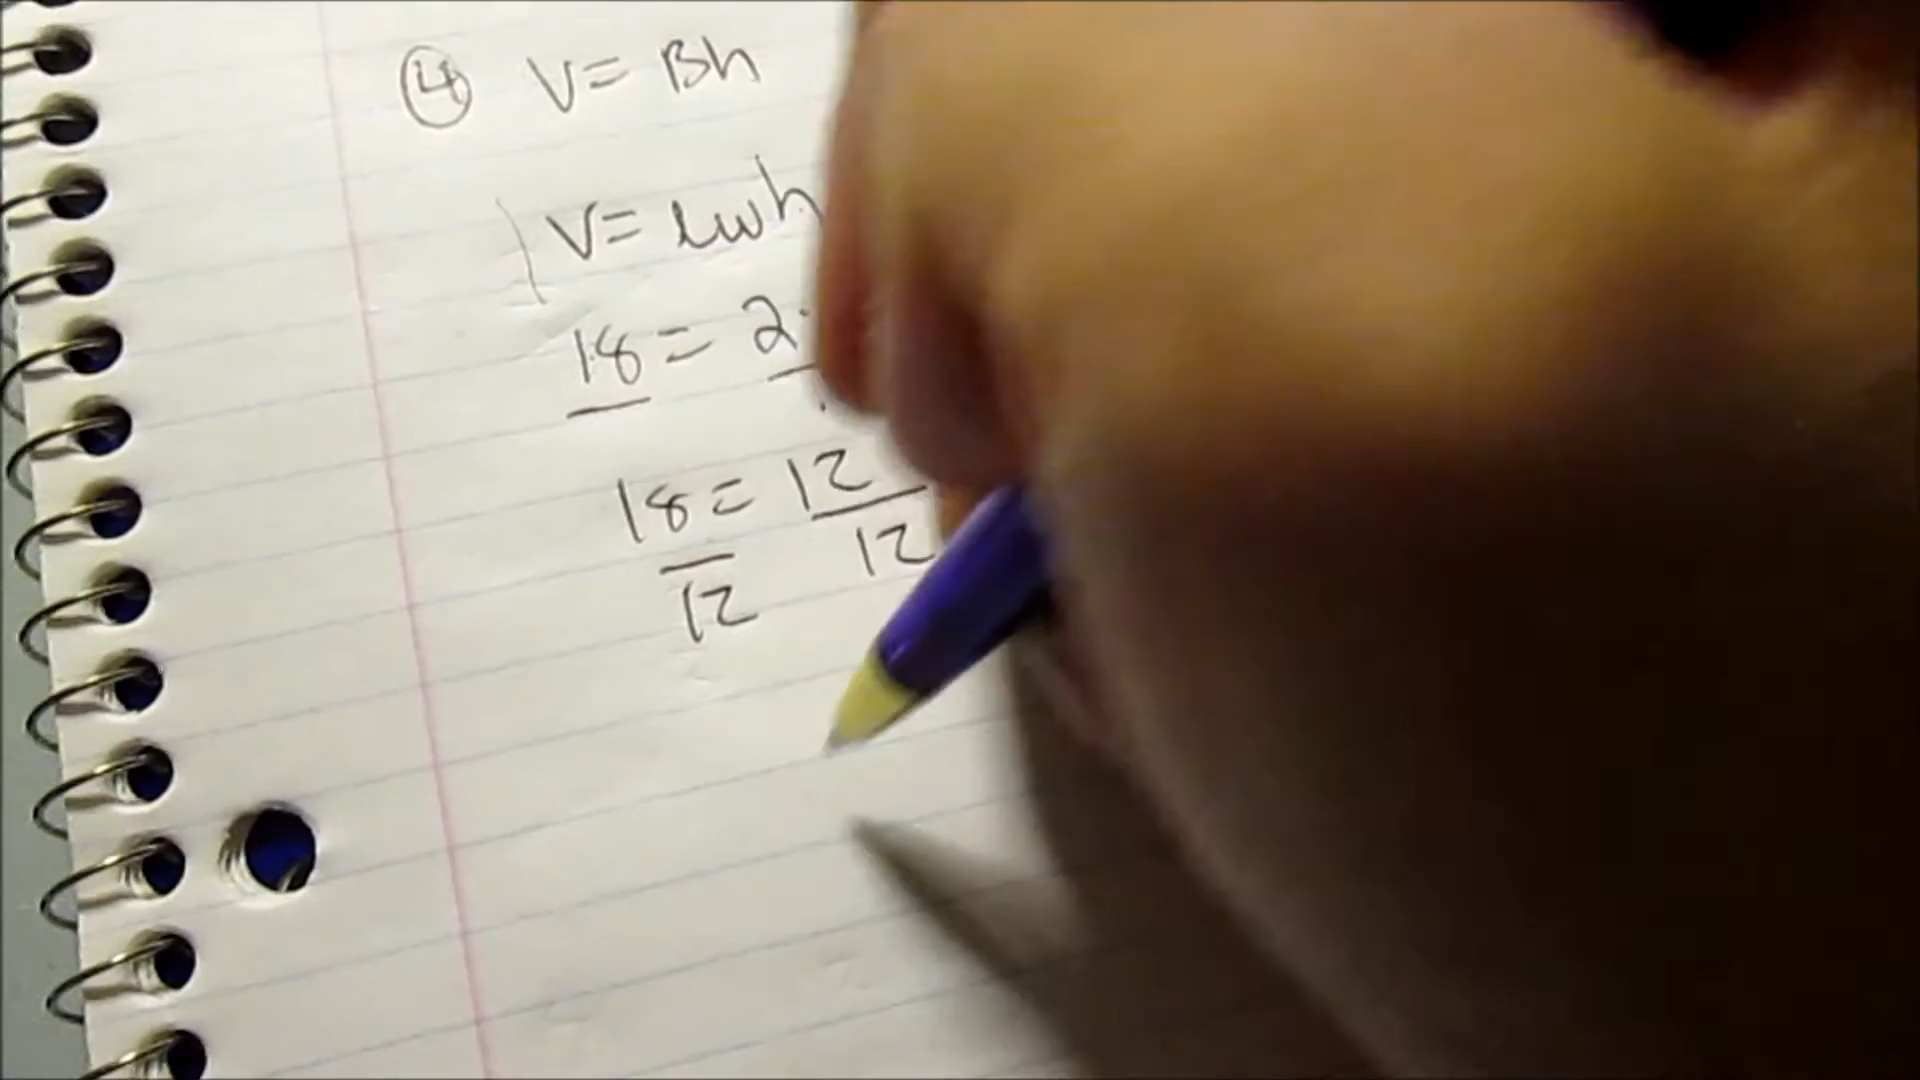 ④ V = Bh
V = lwh
18 = 2·
18 = 12
12 12